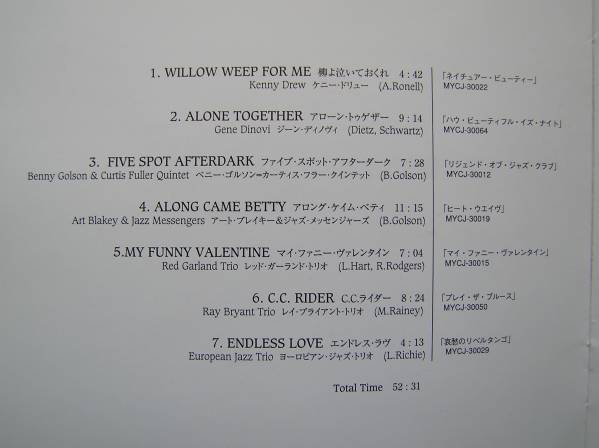 1. WILLOW WEEP FOR ME 柳よ泣いておくれ 4:42
Kenny Drew ケニー・ドリュー (A.Ronell)
「ネイチュアー・ビューティー」
MYCJ-30022
2. ALONE TOGETHER アローン・トゥゲザー 9:14
Gene Dinovi ジーン・ディノヴィ (Dietz, Schwartz)
「ハウ・ビューティフル・イズ・ナイト」
MYCJ-30064
3. FIVE SPOT AFTERDARK ファイブ・スポット・アフターダーク 7:28
Benny Golson & Curtis Fuller Quintet ベニー・ゴルソン=カーティス・フラー・クインテット (B.Golson)
「リジェンド・オブ・ジャズ・クラブ」
MYCJ-30012
4. ALONG CAME BETTY アロング・ケイム・ベティ 11:15
Art Blakey & Jazz Messengers アート・ブレイキー&ジャズ・メッセンジャーズ (B.Golson)
「ヒート・ウエイヴ」
MYCJ-30019
5.MY FUNNY VALENTINE マイ・ファニー・ヴァレンタイン 7:04
Red Garland Trio レッド・ガーランド・トリオ (L.Hart, R.Rodgers)
「マイ・ファニー・ヴァレンタイン」
MYCJ-30015
6. C.C. RIDER C.C.ライダー 8:24
Ray Bryant Trio レイ・ブライアント・トリオ (M.Rainey)
「プレイ・ザ・ブルース」
MYCJ-30050
7. ENDLESS LOVE エンドレス・ラヴ 4:13
European Jazz Trio ヨーロピアン・ジャズ・トリオ (L.Richie)
「哀愁のリベルタンゴ」
MYCJ-30029
Total Time 52:31